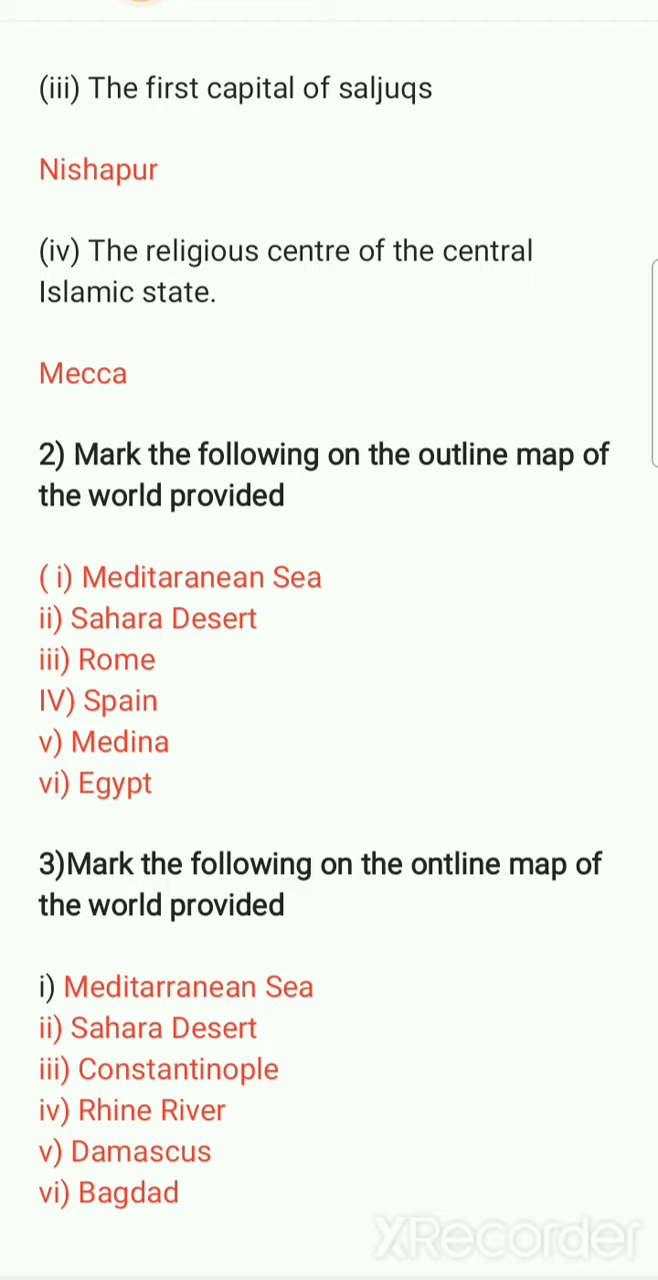 (iii) The first capital of saljuqs
Nishapur
(iv) The religious centre of the central
Islamic state.
Mecca
2) Mark the following on the outline map of
the world provided
( i) Meditaranean Sea
ii) Sahara Desert
iii) Rome
IV) Spain
v) Medina
vi) Egypt
3)Mark the following on the ontline map of
the world provided
i) Meditarranean Sea
ii) Sahara Desert
iii) Constantinople
iv) Rhine River
v) Damascus
vi) Bagdad
XRecorder